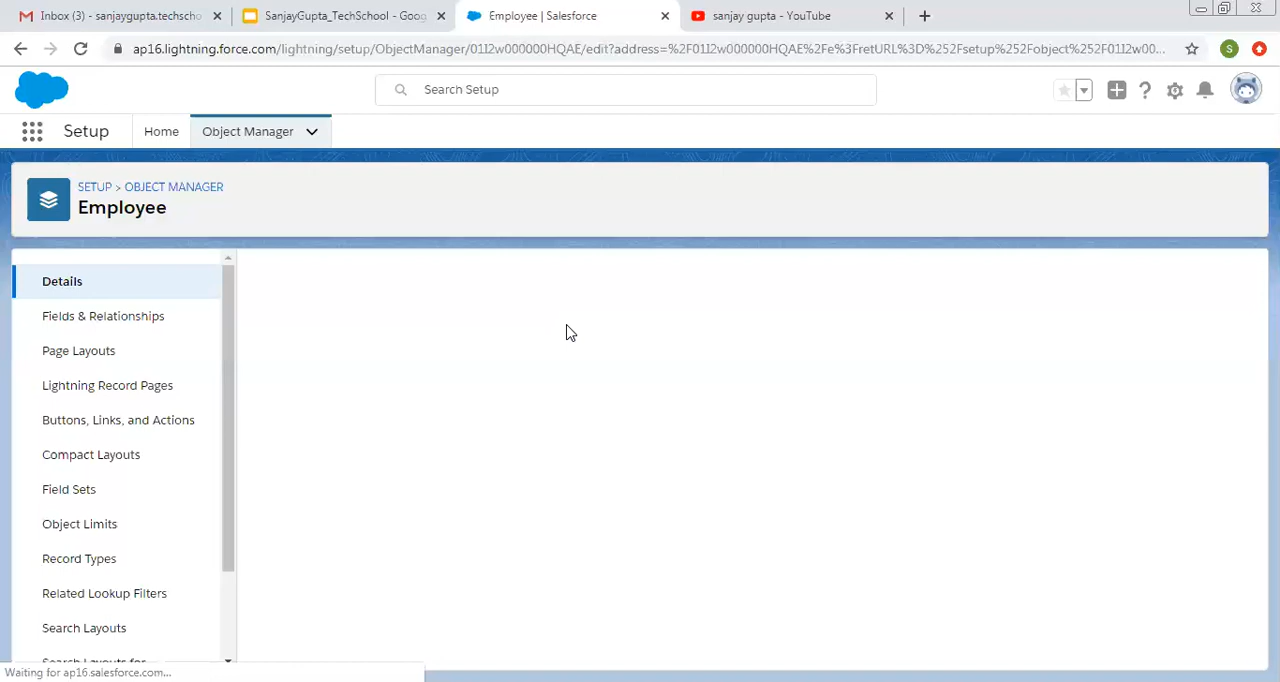 Inbox (3) - sanjaygupta.techscho
SanjayGupta_TechSchool - Goog
Employee | Salesforce
sanjay gupta - YouTube
ap16.lightning.force.com/lightning/setup/ObjectManager/01I2w000000HQAE/edit?address=%2F01I2w000000HQAE%2Fe%3FretURL%3D%252Fsetup%252Fobject%252F01I2w00...
S
Search Setup
Setup
Home
Object Manager
SETUP > OBJECT MANAGER
Employee
Details
Fields & Relationships
Page Layouts
Lightning Record Pages
Buttons, Links, and Actions
Compact Layouts
Field Sets
Object Limits
Record Types
Related Lookup Filters
Search Layouts
Search Layouts for
Waiting for ap16.salesforce.com...